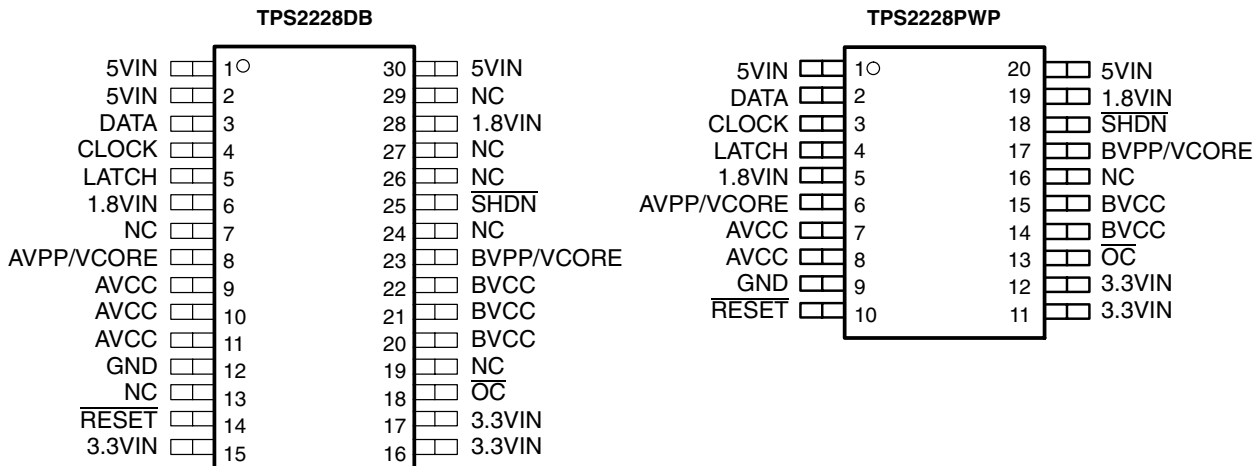 TPS2228DB
5VIN 1 30 5VIN
5VIN 2 29 NC
DATA 3 28 1.8VIN
CLOCK 4 27 NC
LATCH 5 26 NC
1.8VIN 6 25 SHDN
NC 7 24 NC
AVPP/VCORE 8 23 BVPP/VCORE
AVCC 9 22 BVCC
AVCC 10 21 BVCC
AVCC 11 20 BVCC
GND 12 19 NC
NC 13 18 OC
RESET 14 17 3.3VIN
3.3VIN 15 16 3.3VIN
TPS2228PWP
5VIN 1 20 5VIN
DATA 2 19 1.8VIN
CLOCK 3 18 SHDN
LATCH 4 17 BVPP/VCORE
1.8VIN 5 16 NC
AVPP/VCORE 6 15 BVCC
AVCC 7 14 BVCC
AVCC 8 13 OC
GND 9 12 3.3VIN
RESET 10 11 3.3VIN